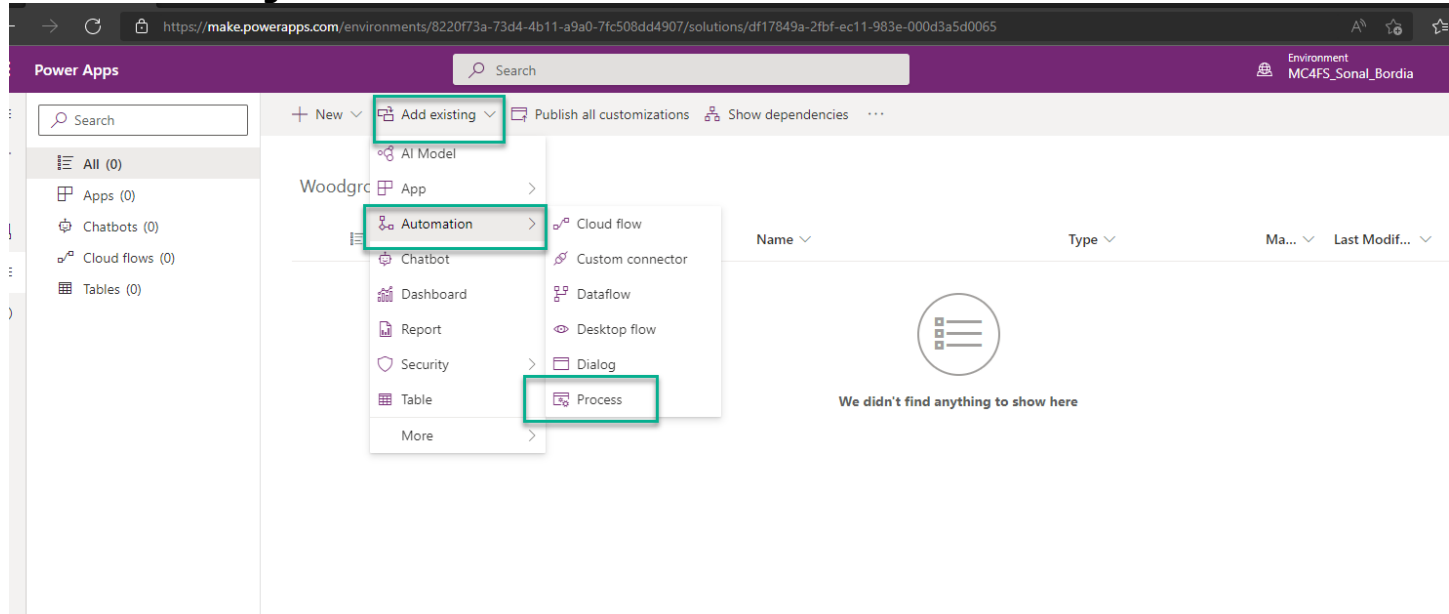 https://make.powerapps.com/environments/8220f73a-73d4-4b11-a9a0-7fc508dd4907/solutions/df17849a-2fbf-ec11-983e-000d3a5d0065
Power Apps
Search
Environment
MC4FS_Sonal_Bordia
Search
New
Add existing
Publish all customizations
Show dependencies
All (0)
Apps (0)
Chatbots (0)
Cloud flows (0)
Tables (0)
Woodgro
AI Model
App
Automation
Chatbot
Dashboard
Report
Security
Table
More
Cloud flow
Custom connector
Dataflow
Desktop flow
Dialog
Process
Name
Type
Ma...
Last Modif...
We didn't find anything to show here